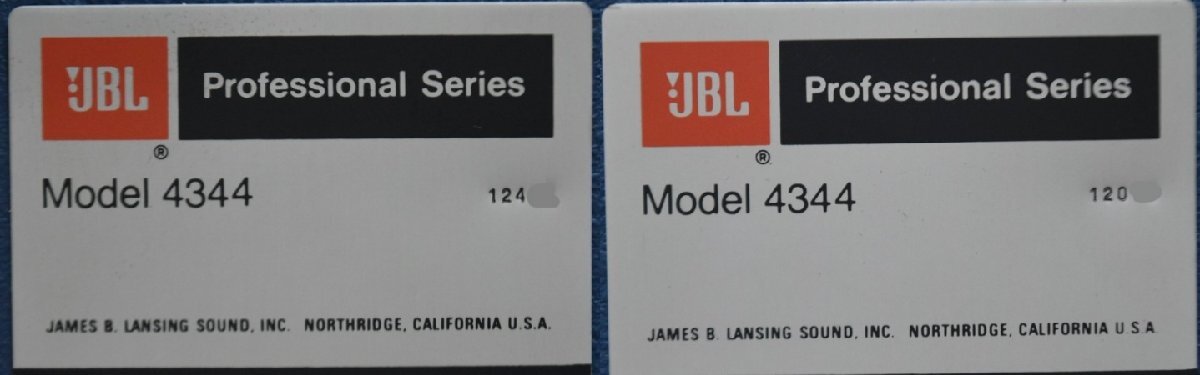 JBL Professional Series
®
Model 4344 124
JAMES B. LANSING SOUND, INC. NORTHRIDGE, CALIFORNIA U.S.A.
JBL Professional Series
®
Model 4344 120
JAMES B. LANSING SOUND, INC. NORTHRIDGE, CALIFORNIA U S A